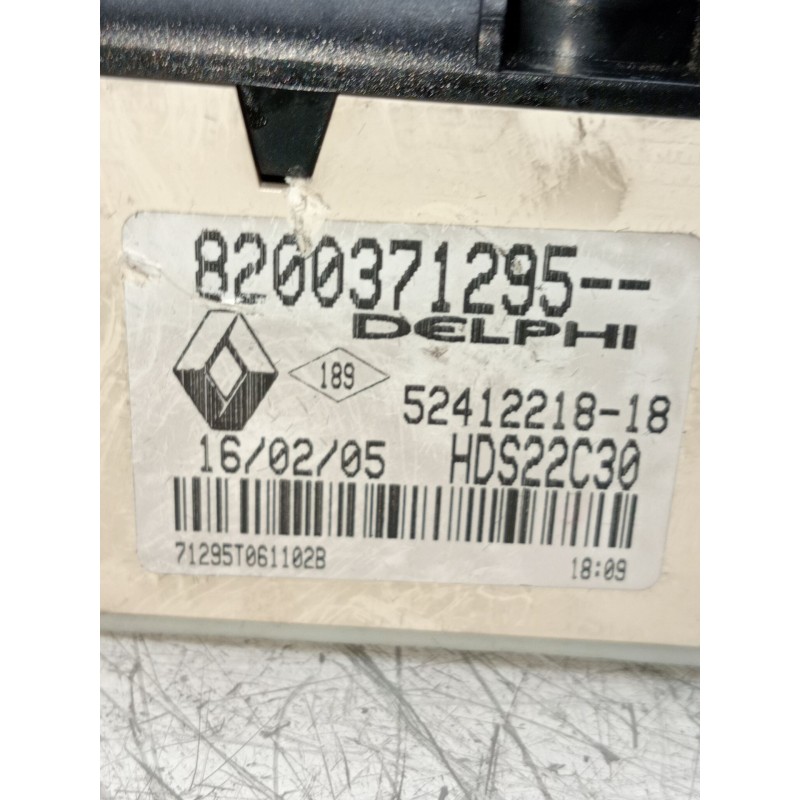 8200371295--
DELPHI
189
52412218-18
16/02/05 HDS22C30
71295T061102B 18:09